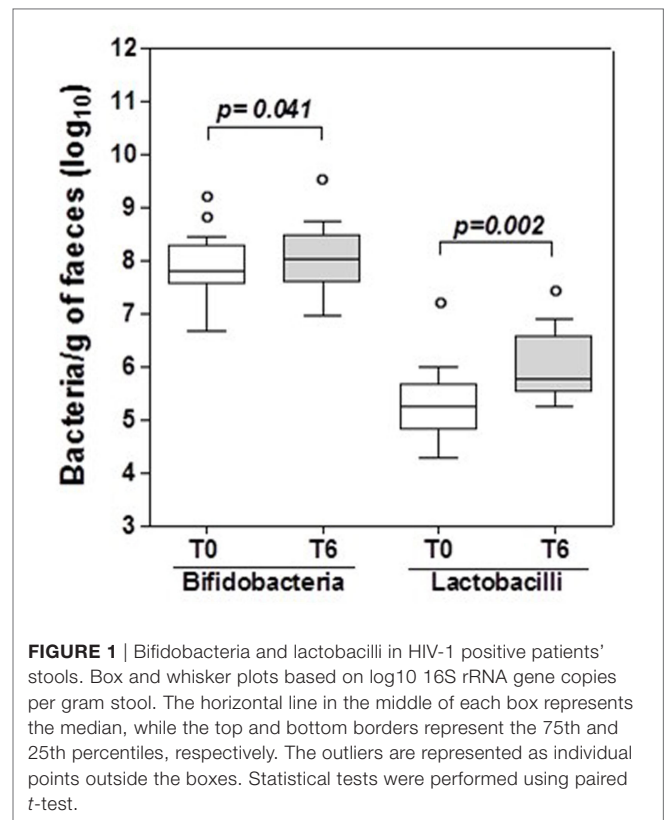 12
11
10
9
8
7
6
5
4
3
Bacteria/g of faeces (log10)
p= 0.041
p=0.002
T0 T6 T0 T6
Bifidobacteria Lactobacilli
FIGURE 1 | Bifidobacteria and lactobacilli in HIV-1 positive patients’
stools. Box and whisker plots based on log10 16S rRNA gene copies
per gram stool. The horizontal line in the middle of each box represents
the median, while the top and bottom borders represent the 75th and
25th percentiles, respectively. The outliers are represented as individual
points outside the boxes. Statistical tests were performed using paired
t-test.